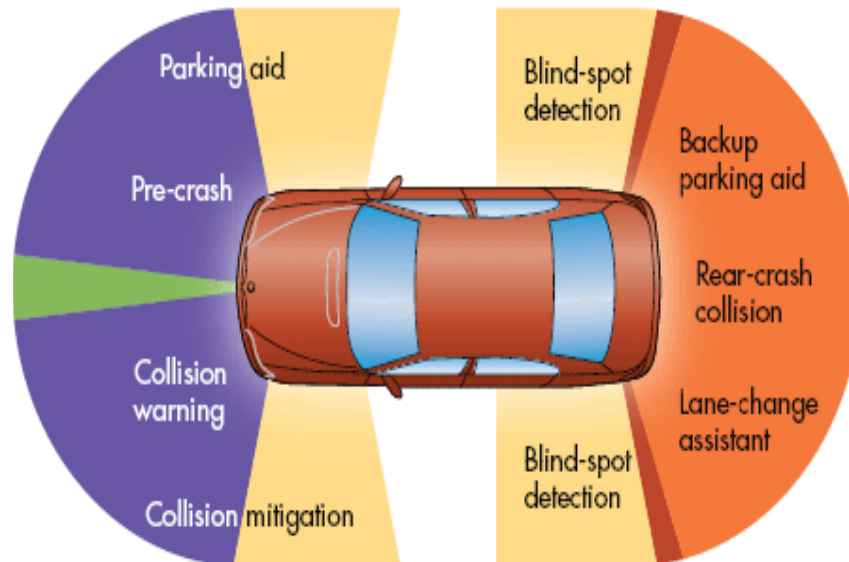 Parking aid
Pre-crash
Collision
warning
Collision mitigation
Blind-spot
detection
Backup
parking aid
Rear-crash
collision
Lane-change
assistant
Blind-spot
detection